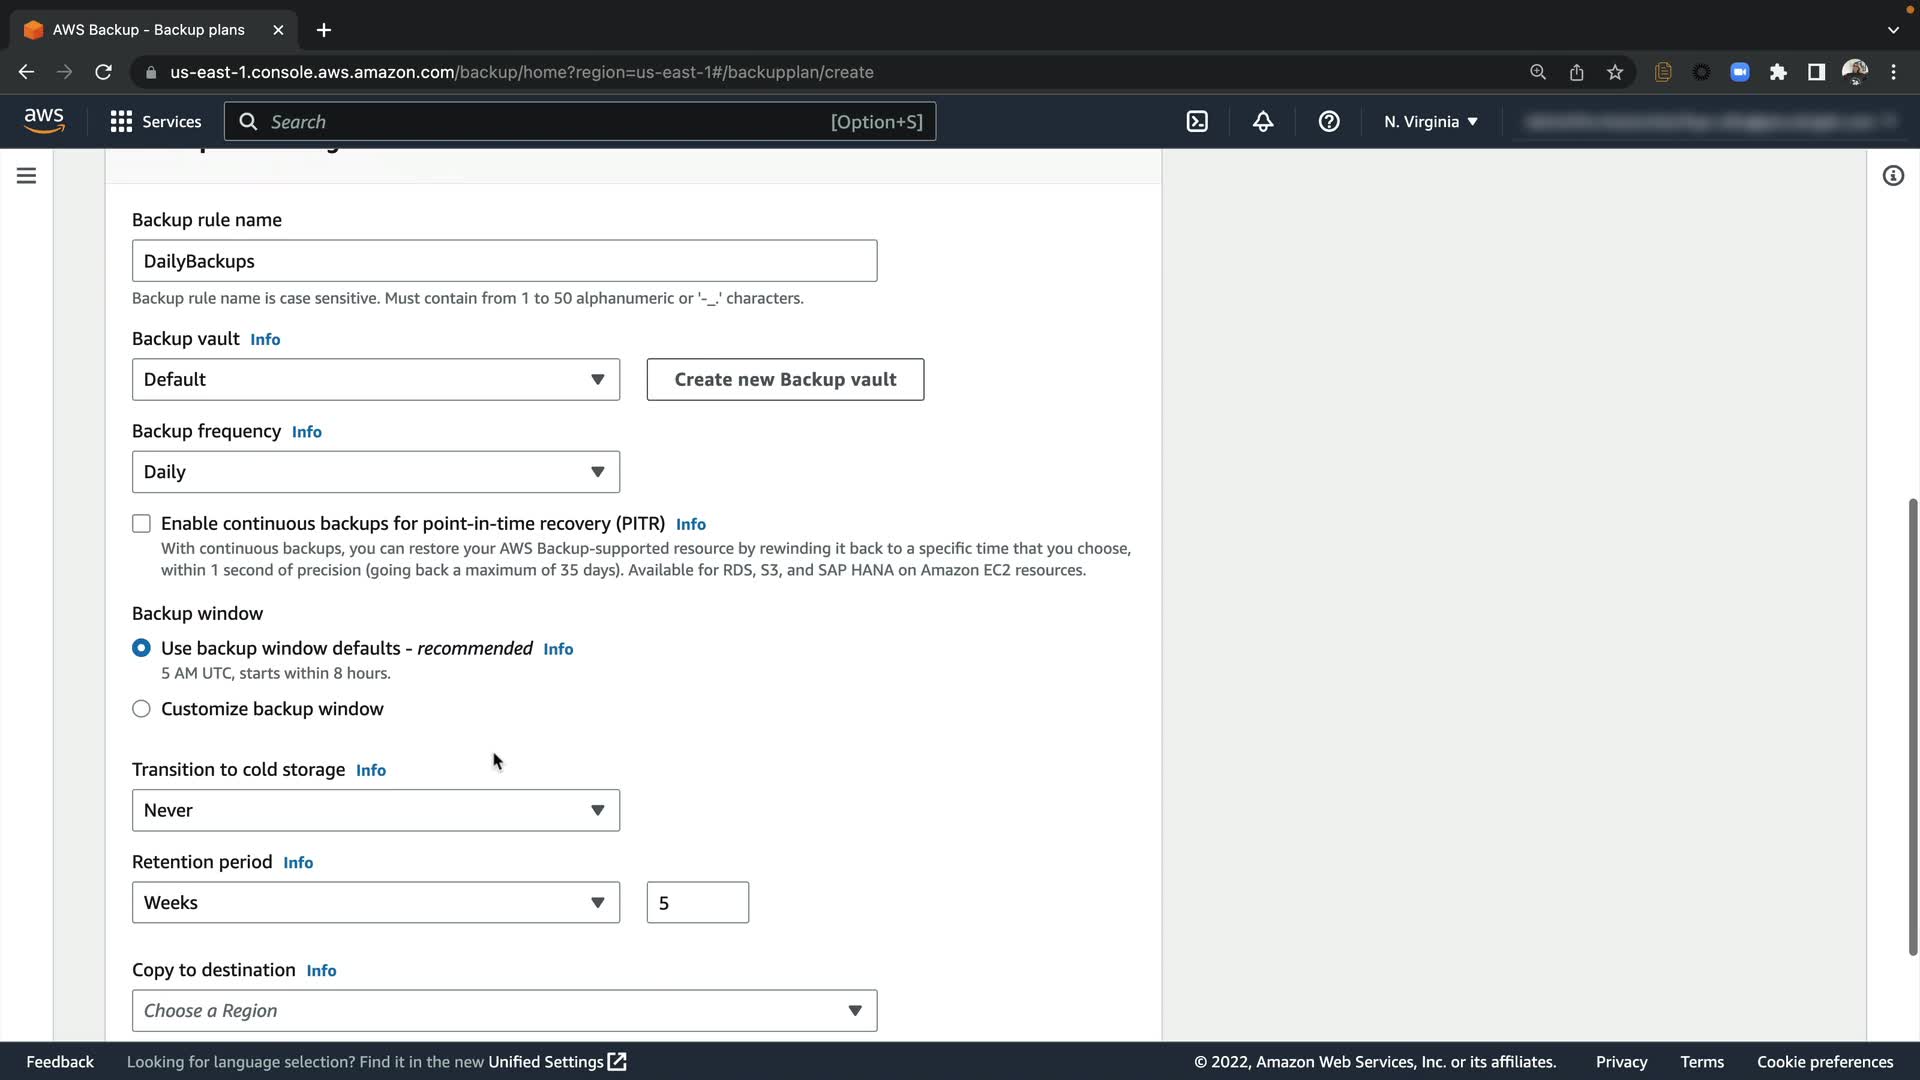 AWS Backup - Backup plans
us-east-1.console.aws.amazon.com/backup/home?region=us-east-1#/backupplan/create
aws
Services
Search
[Option+S]
N. Virginia
Backup rule name
DailyBackups
Backup rule name is case sensitive. Must contain from 1 to 50 alphanumeric or '-_.' characters.
Backup vault Info
Default
Create new Backup vault
Backup frequency Info
Daily
Enable continuous backups for point-in-time recovery (PITR) Info
With continuous backups, you can restore your AWS Backup-supported resource by rewinding it back to a specific time that you choose,
within 1 second of precision (going back a maximum of 35 days). Available for RDS, S3, and SAP HANA on Amazon EC2 resources.
Backup window
Use backup window defaults - recommended Info
5 AM UTC, starts within 8 hours.
Customize backup window
Transition to cold storage Info
Never
Retention period Info
Weeks
5
Copy to destination Info
Choose a Region
Feedback
Looking for language selection? Find it in the new Unified Settings
© 2022, Amazon Web Services, Inc. or its affiliates.
Privacy
Terms
Cookie preferences